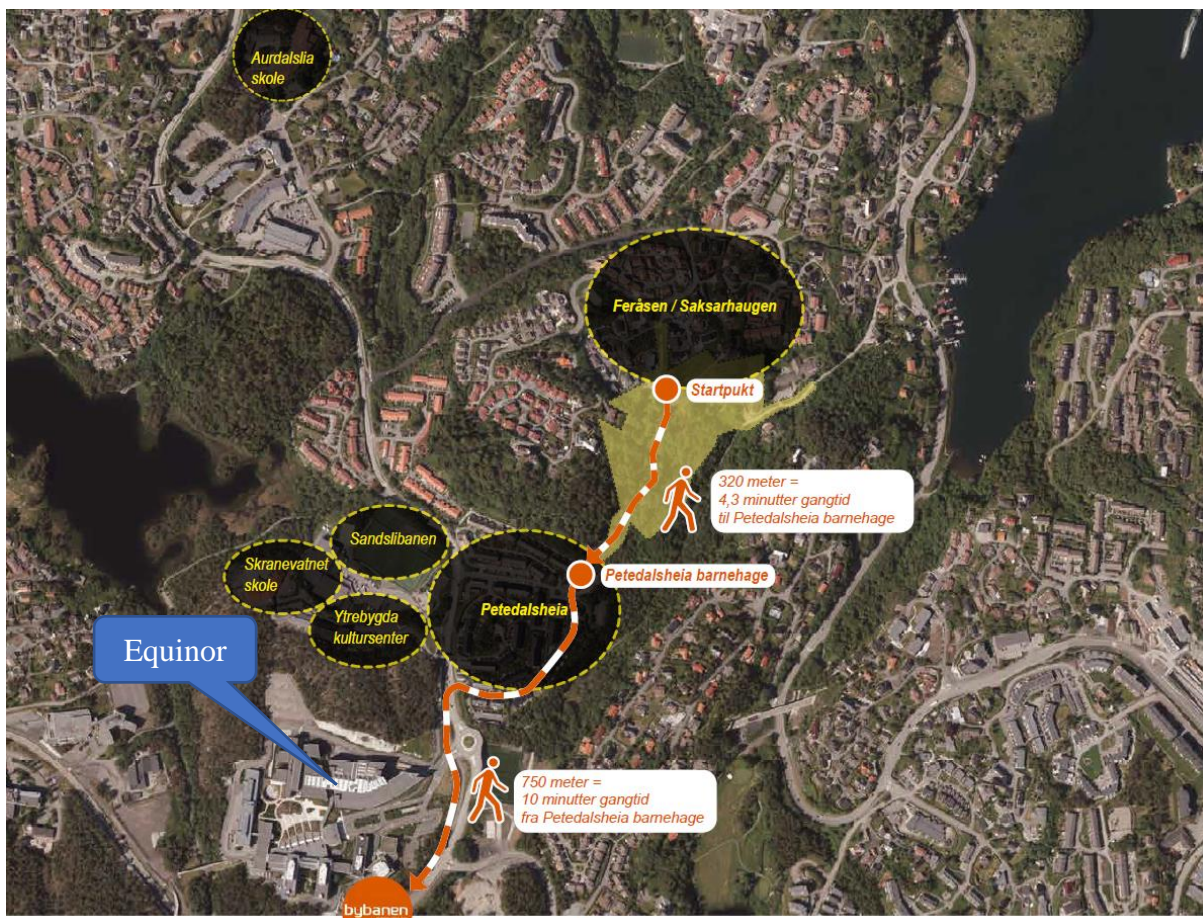 Aurdalslia
skole
Feråsen / Saksarhaugen
Startpukt
320 meter =
4,3 minutter gangtid
til Petedalsheia barnehage
Sandslibanen
Skranevatnet
skole
Petedalsheia barnehage
Petedalsheia
Ytrebygda
kultursenter
Equinor
750 meter =
10 minutter gangtid
fra Petedalsheia barnehage
bybanen